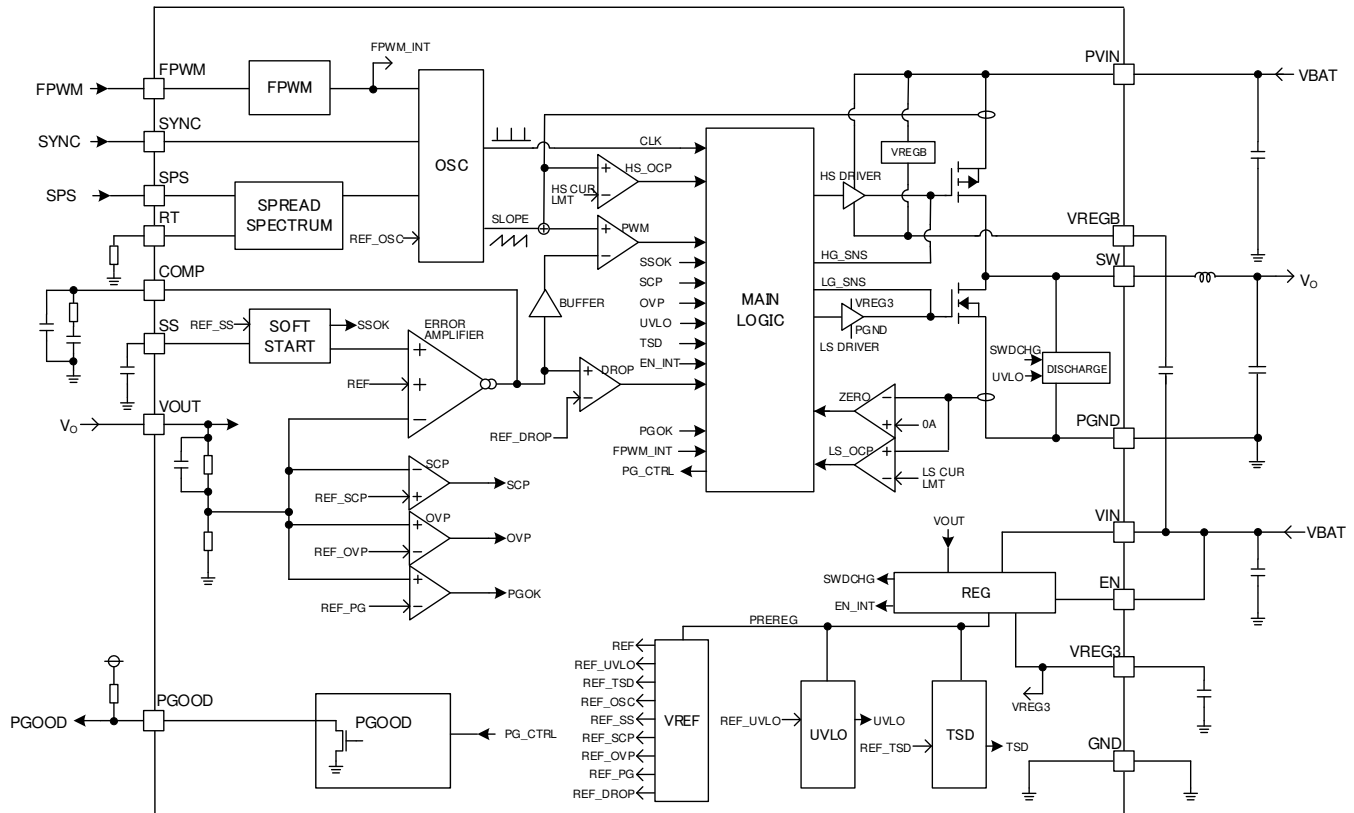 FPWM
FPWM
FPWM
FPWM_INT
SYNC
SYNC
SPS
SPS
RT
SPREAD
SPECTRUM
OSC
REF_OSC
CLK
SLOPE
+
−
HS_OCP
HS CUR
LMT
+
−
PWM
BUFFER
COMP
SS
REF_SS
SOFT
START
SSOK
ERROR
AMPLIFIER
+
+
−
REF
+
−
DROP
REF_DROP
VOUT
VO
−
+
SCP
REF_SCP
SCP
+
−
OVP
REF_OVP
OVP
+
−
REF_PG
PGOK
SSOK
SCP
OVP
UVLO
TSD
EN_INT
PGOK
FPWM_INT
PG_CTRL
MAIN
LOGIC
HS DRIVER
HG_SNS
LG_SNS
VREG3
PGND
LS DRIVER
VREGB
ZERO
−
+
0A
LS_OCP
+
−
LS CUR
LMT
SWDCHG
UVLO
DISCHARGE
PVIN
VBAT
VREGB
SW
VO
PGND
VIN
VBAT
EN
VREG3
GND
VOUT
SWDCHG
EN_INT
REG
VREG3
PREREG
REF
REF_UVLO
REF_TSD
REF_OSC
REF_SS
REF_SCP
REF_OVP
REF_PG
REF_DROP
VREF
REF_UVLO
UVLO
UVLO
REF_TSD
TSD
TSD
PGOOD
PGOOD
PGOOD
PG_CTRL